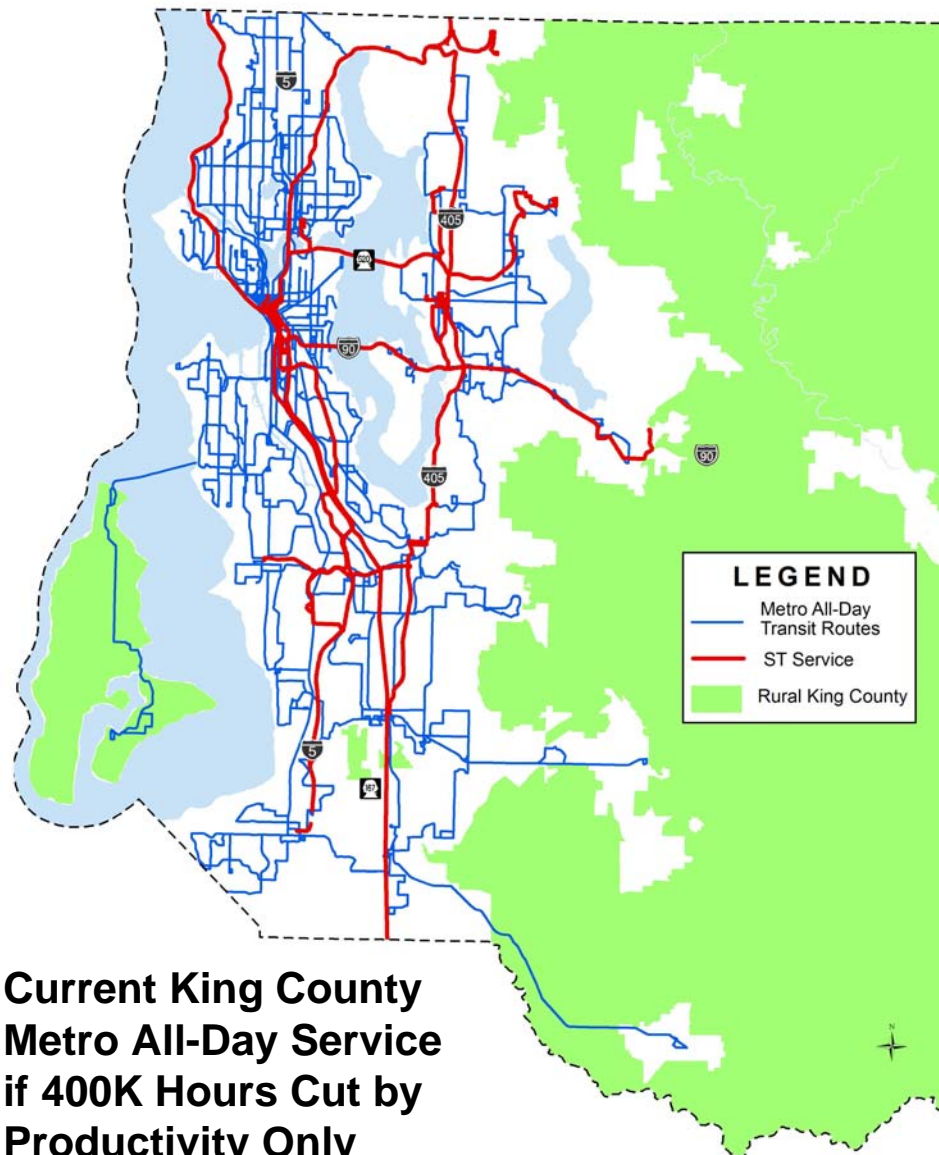 5
405
520
90
90
405
LEGEND
Metro All-Day
Transit Routes
ST Service
Rural King County
5
167
N
Current King County
Metro All-Day Service
if 400K Hours Cut by
Productivity Only